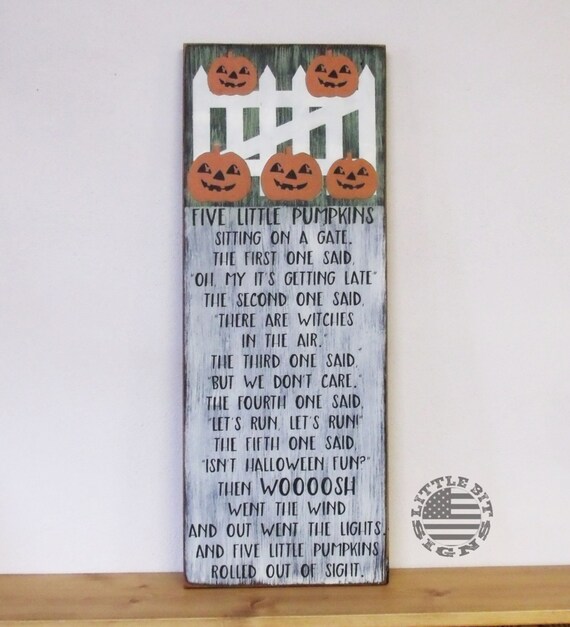 FIVE LITTLE PUMPKINS
SITTING ON A GATE.
THE FIRST ONE SAID,
"OH, MY IT'S GETTING LATE"
THE SECOND ONE SAID,
"THERE ARE WITCHES
IN THE AIR."
THE THIRD ONE SAID,"
"BUT WE DON'T CARE."
THE FOURTH ONE SAID,
"LET'S RUN, LET'S RUN!"
THE FIFTH ONE SAID,
"ISN'T HALLOWEEN FUN?"
THEN WOOOOSH
WENT THE WIND
AND OUT WENT THE LIGHTS.
AND FIVE LITTLE PUMPKINS
ROLLED OUT OF SIGHT.
LITTLE BIT
SIGNS